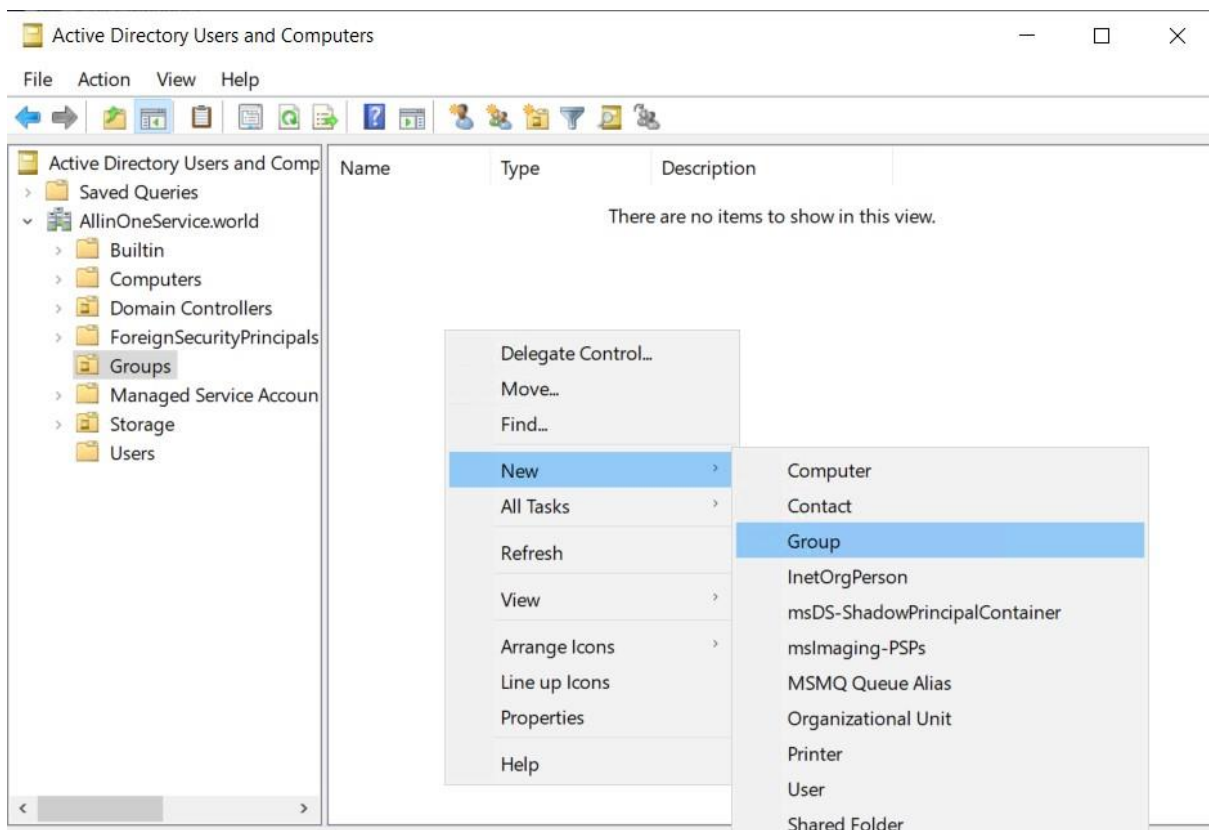 Active Directory Users and Computers
File Action View Help
Active Directory Users and Comp
Saved Queries
AllinOneService.world
Builtin
Computers
Domain Controllers
ForeignSecurityPrincipals
Groups
Managed Service Accoun
Storage
Users
Name Type Description
There are no items to show in this view.
Delegate Control...
Move...
Find...
New
All Tasks
Refresh
View
Arrange Icons
Line up Icons
Properties
Help
Computer
Contact
Group
InetOrgPerson
msDS-ShadowPrincipalContainer
msImaging-PSPs
MSMQ Queue Alias
Organizational Unit
Printer
User
Shared Folder